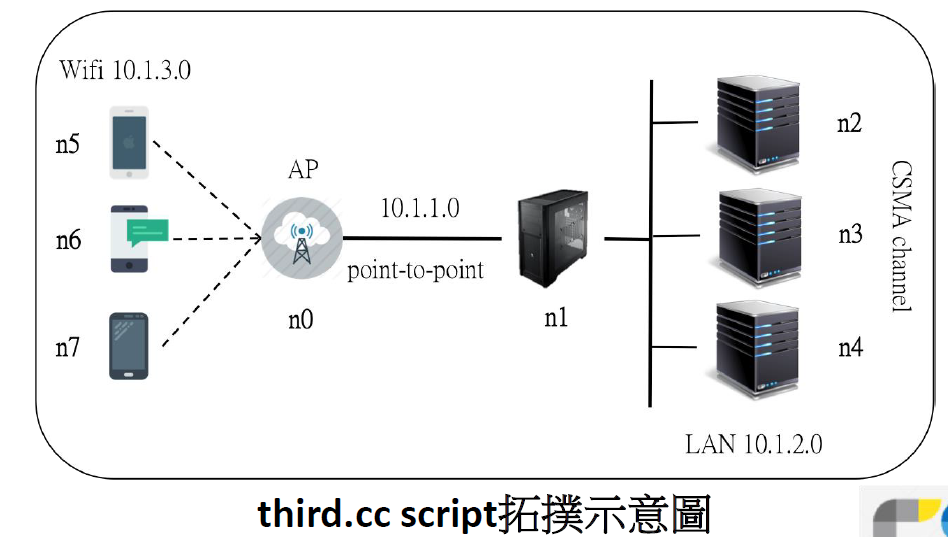 Wifi 10.1.3.0
n5
n6
n7
AP
n0
10.1.1.0
point-to-point
n1
n2
n3
n4
CSMA channel
LAN 10.1.2.0
third.cc script拓撲示意圖